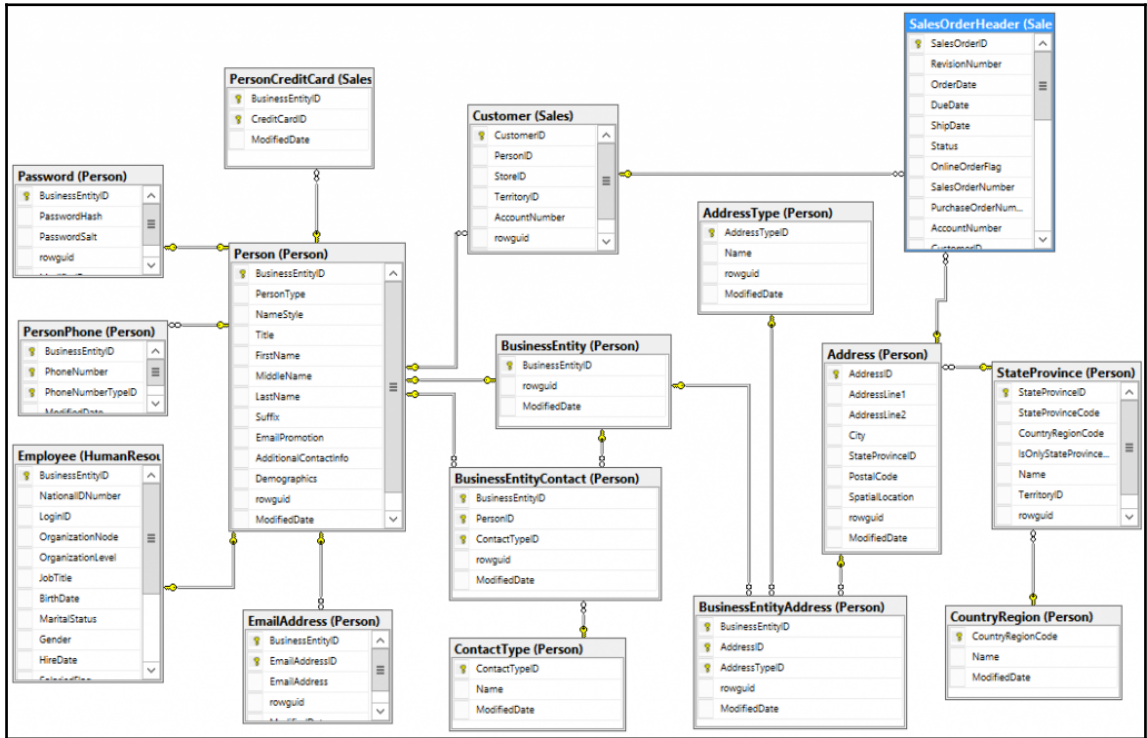 SalesOrderHeader (Sale
SalesOrderID
RevisionNumber
OrderDate
DueDate
ShipDate
Status
OnlineOrderFlag
SalesOrderNumber
PurchaseOrderNum...
AccountNumber
CustomerID
PersonCreditCard (Sales
BusinessEntityID
CreditCardID
ModifiedDate
Customer (Sales)
CustomerID
PersonID
StoreID
TerritoryID
AccountNumber
rowguid
Password (Person)
BusinessEntityID
PasswordHash
PasswordSalt
rowguid
AddressType (Person)
AddressTypeID
Name
rowguid
ModifiedDate
Person (Person)
BusinessEntityID
PersonType
NameStyle
Title
FirstName
MiddleName
LastName
Suffix
EmailPromotion
AdditionalContactInfo
Demographics
rowguid
ModifiedDate
PersonPhone (Person)
BusinessEntityID
PhoneNumber
PhoneNumberTypeID
ModifiedDate
BusinessEntity (Person)
BusinessEntityID
rowguid
ModifiedDate
Address (Person)
AddressID
AddressLine1
AddressLine2
City
StateProvinceID
PostalCode
SpatialLocation
rowguid
ModifiedDate
StateProvince (Person)
StateProvinceID
StateProvinceCode
CountryRegionCode
IsOnlyStateProvince...
Name
TerritoryID
rowguid
Employee (HumanResou
BusinessEntityID
NationalIDNumber
LoginID
OrganizationNode
OrganizationLevel
JobTitle
BirthDate
MaritalStatus
Gender
HireDate
SalariedFlag
BusinessEntityContact (Person)
BusinessEntityID
PersonID
ContactTypeID
rowguid
ModifiedDate
EmailAddress (Person)
BusinessEntityID
EmailAddressID
EmailAddress
rowguid
ModifiedDate
ContactType (Person)
ContactTypeID
Name
ModifiedDate
BusinessEntityAddress (Person)
BusinessEntityID
AddressID
AddressTypeID
rowguid
ModifiedDate
CountryRegion (Person)
CountryRegionCode
Name
ModifiedDate